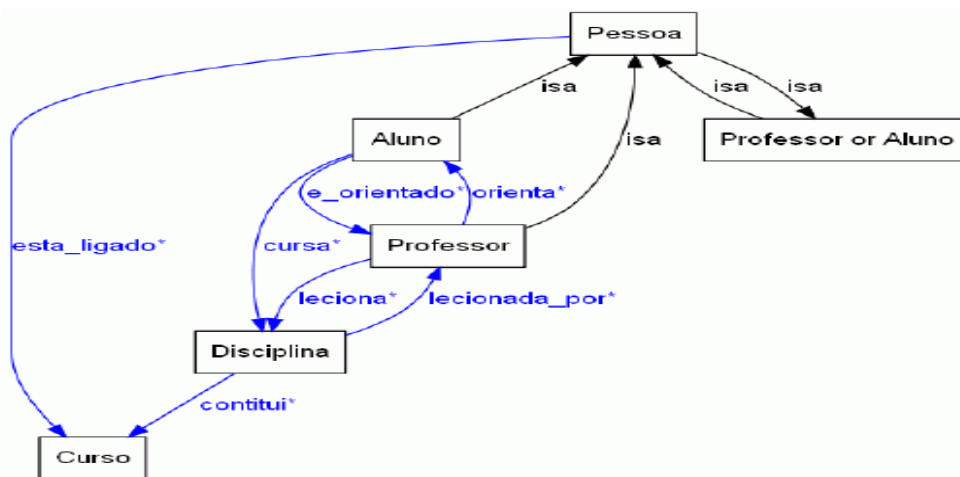 Pessoa
isa
isa
isa
Aluno
Professor or Aluno
isa
e_orientado*
orienta*
esta_ligado*
cursa*
Professor
leciona*
lecionada_por*
Disciplina
contitui*
Curso